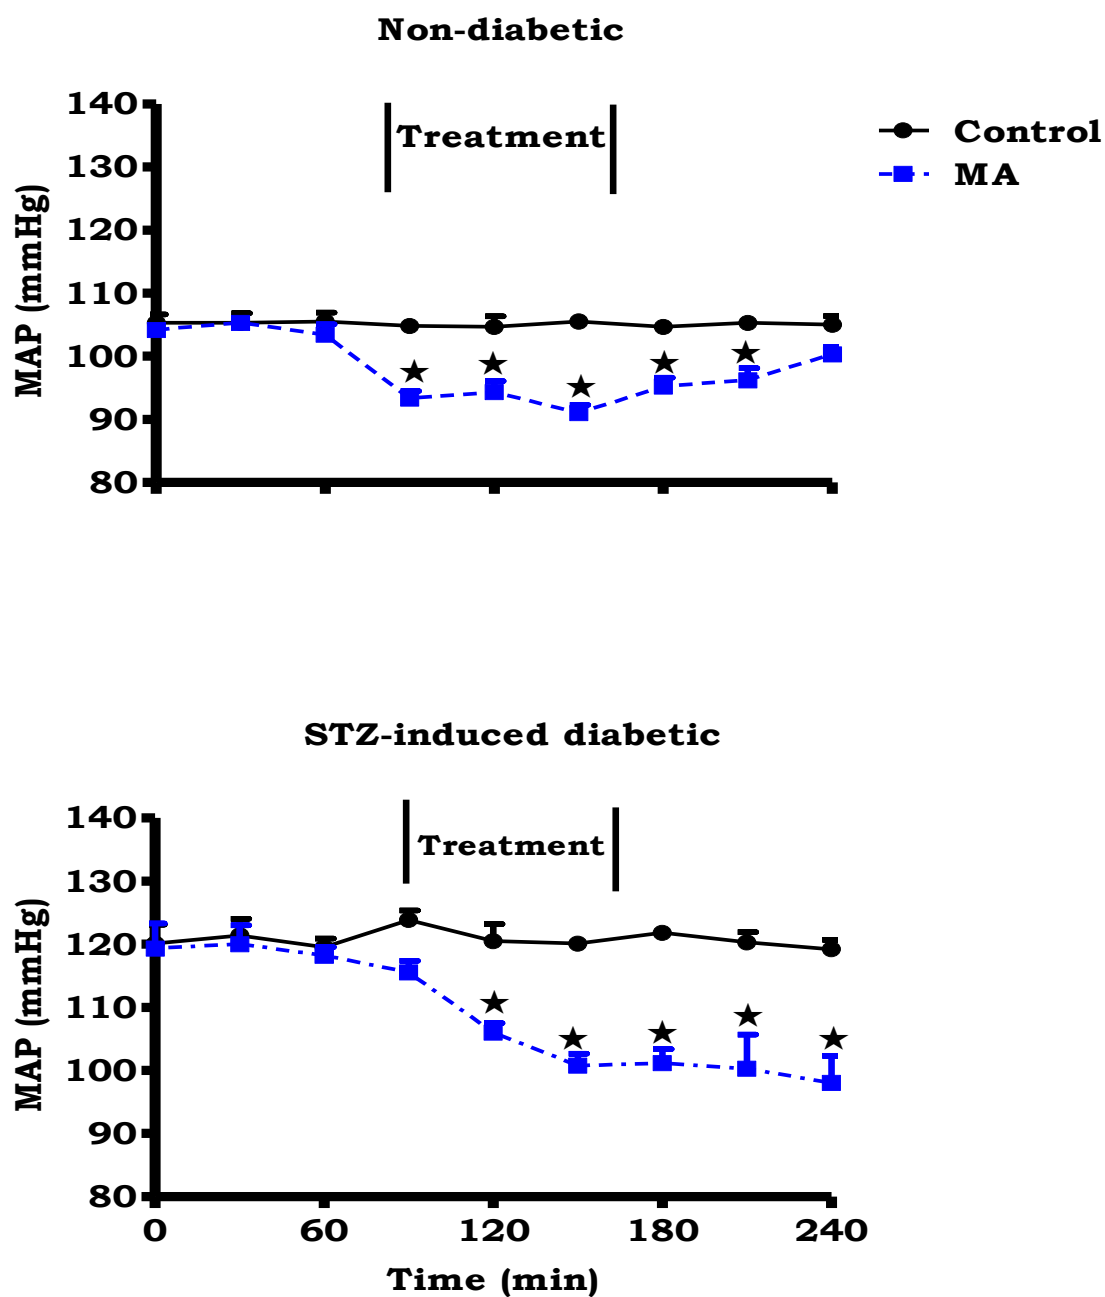 Non-diabetic
140
130
120
110
100
90
80
MAP (mmHg)
Treatment
Control
MA
STZ-induced diabetic
140
130
120
110
100
90
80
MAP (mmHg)
Treatment
0 60 120 180 240
Time (min)